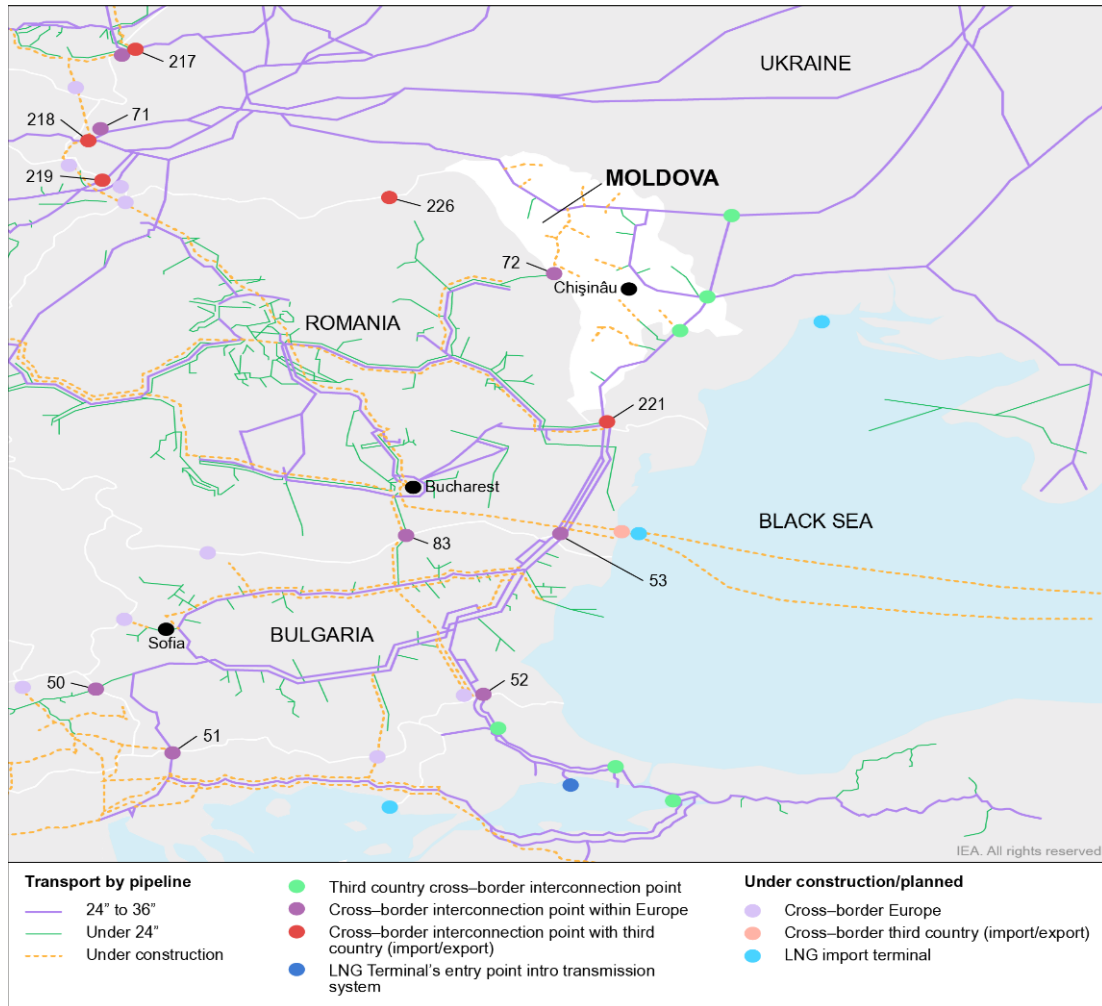 217
UKRAINE
71
218
219
MOLDOVA
226
72
Chişinâu
ROMANIA
221
Bucharest
BLACK SEA
83
53
Sofia
BULGARIA
50
52
51
IEA. All rights reserved
Transport by pipeline
24” to 36”
Under 24”
Under construction
Third country cross–border interconnection point
Cross–border interconnection point within Europe
Cross–border interconnection point with third
country (import/export)
LNG Terminal’s entry point intro transmission
system
Under construction/planned
Cross–border Europe
Cross–border third country (import/export)
LNG import terminal